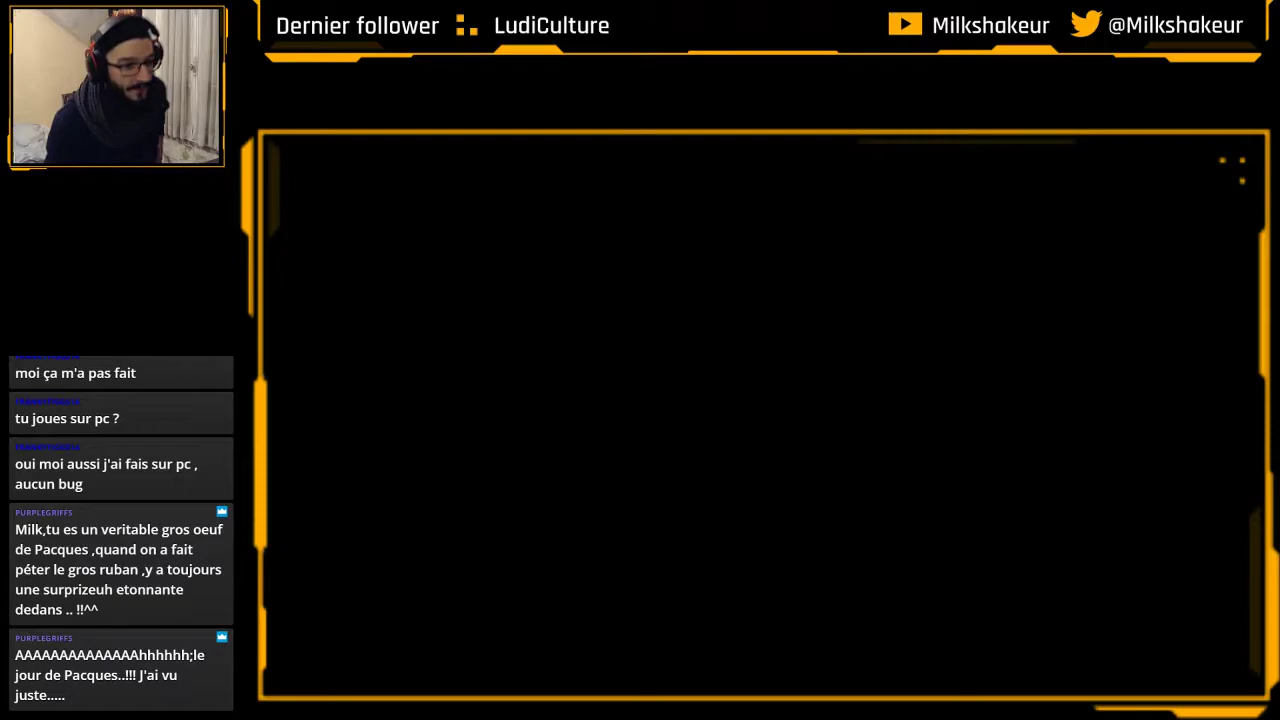 Dernier follower LudiCulture Milkshakeur @Milkshakeur
moi ça m'a pas fait
tu joues sur pc ?
oui moi aussi j'ai fais sur pc ,
aucun bug
PURPLEGRIFFS
Milk,tu es un veritable gros oeuf
de Pacques ,quand on a fait
péter le gros ruban ,y a toujours
une surprizeuh etonnante
dedans .. !!^^
PURPLEGRIFFS
AAAAAAAAAAAAAAhhhhhh;le
jour de Pacques..!!! J'ai vu
juste.....